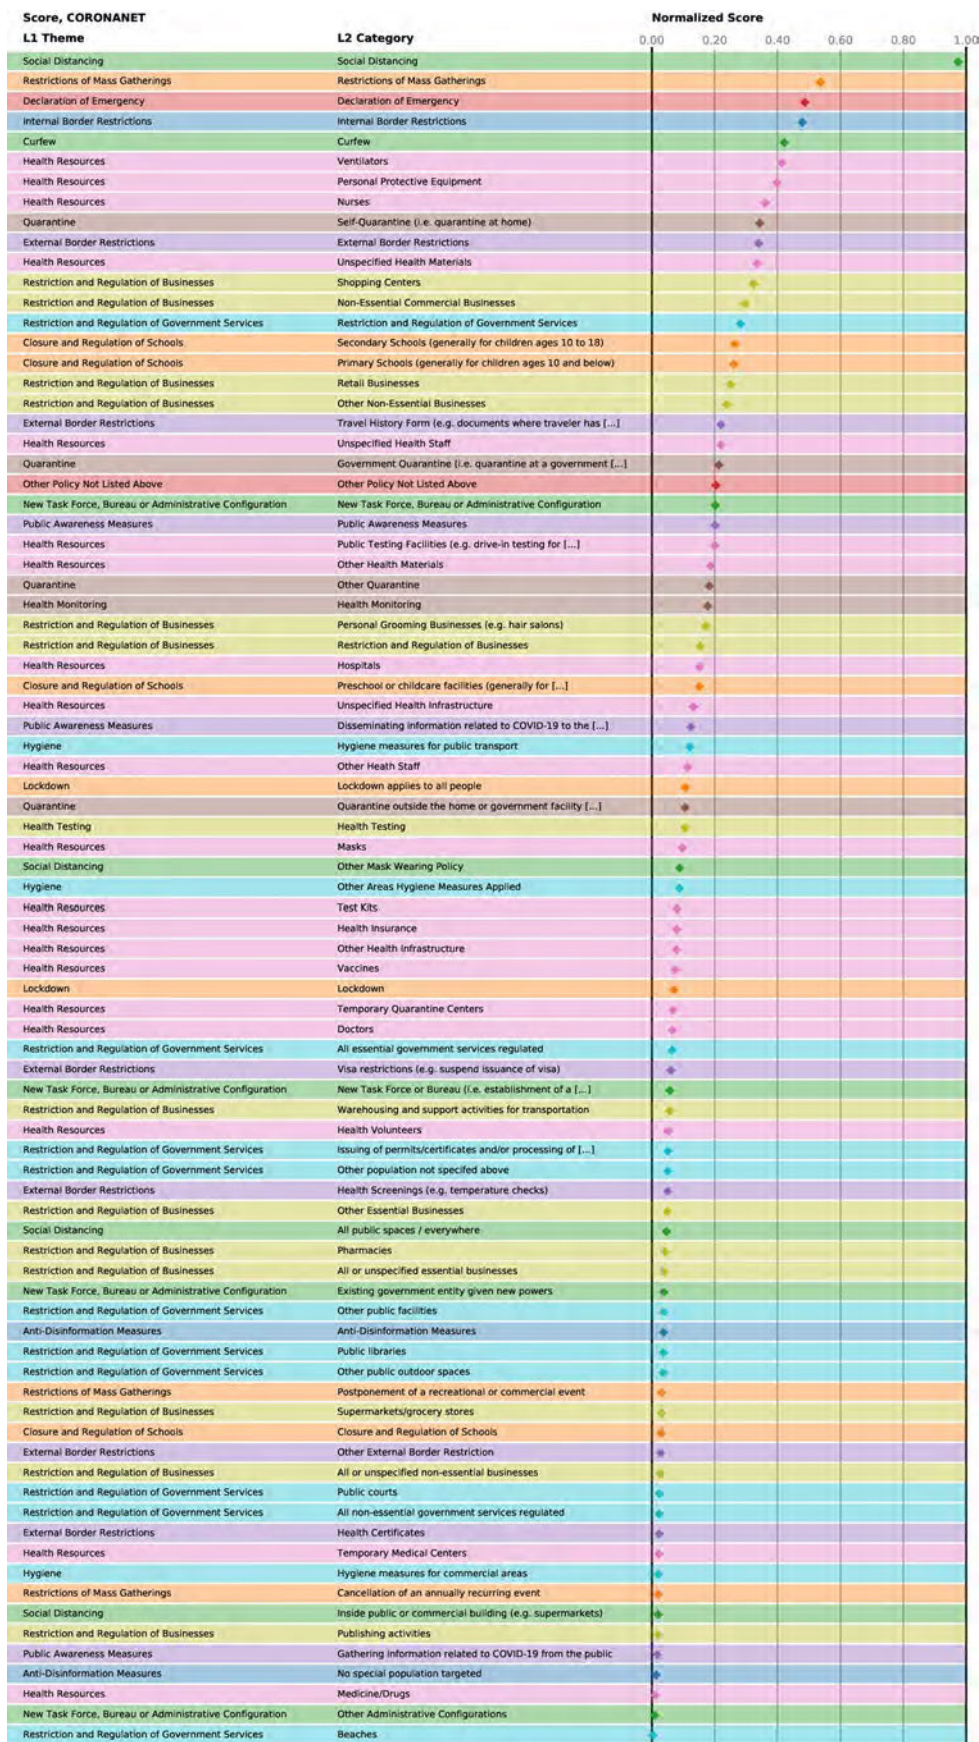 Score, CORONANET Normalized Score
L1 Theme L2 Category 0.00 0.20 0.40 0.60 0.80 1.00
Social Distancing Social Distancing
Restrictions of Mass Gatherings Restrictions of Mass Gatherings
Declaration of Emergency Declaration of Emergency
Internal Border Restrictions Internal Border Restrictions
Curfew Curfew
Health Resources Ventilators
Health Resources Personal Protective Equipment
Health Resources Nurses
Quarantine Self-Quarantine (i.e. quarantine at home)
External Border Restrictions External Border Restrictions
Health Resources Unspecified Health Materials
Restriction and Regulation of Businesses Shopping Centers
Restriction and Regulation of Businesses Non-Essential Commercial Businesses
Restriction and Regulation of Government Services Restriction and Regulation of Government Services
Closure and Regulation of Schools Secondary Schools (generally for children ages 10 to 18)
Closure and Regulation of Schools Primary Schools (generally for children ages 10 and below)
Restriction and Regulation of Businesses Retail Businesses
Restriction and Regulation of Businesses Other Non-Essential Businesses
External Border Restrictions Travel History Form (e.g. documents where traveler has [...]
Health Resources Unspecified Health Staff
Quarantine Government Quarantine (i.e. quarantine at a government [...]
Other Policy Not Listed Above Other Policy Not Listed Above
New Task Force, Bureau or Administrative Configuration New Task Force, Bureau or Administrative Configuration
Public Awareness Measures Public Awareness Measures
Health Resources Public Testing Facilities (e.g. drive-in testing for [...]
Health Resources Other Health Materials
Quarantine Other Quarantine
Health Monitoring Health Monitoring
Restriction and Regulation of Businesses Personal Grooming Businesses (e.g. hair salons)
Restriction and Regulation of Businesses Restriction and Regulation of Businesses
Health Resources Hospitals
Closure and Regulation of Schools Preschool or childcare facilities (generally for [...]
Health Resources Unspecified Health Infrastructure
Public Awareness Measures Disseminating information related to COVID-19 to the [...]
Hygiene Hygiene measures for public transport
Health Resources Other Heath Staff
Lockdown Lockdown applies to all people
Quarantine Quarantine outside the home or government facility [...]
Health Testing Health Testing
Health Resources Masks
Social Distancing Other Mask Wearing Policy
Hygiene Other Areas Hygiene Measures Applied
Health Resources Test Kits
Health Resources Health Insurance
Health Resources Other Health Infrastructure
Health Resources Vaccines
Lockdown Lockdown
Health Resources Temporary Quarantine Centers
Health Resources Doctors
Restriction and Regulation of Government Services All essential government services regulated
External Border Restrictions Visa restrictions (e.g. suspend issuance of visa)
New Task Force, Bureau or Administrative Configuration New Task Force or Bureau (i.e. establishment of a [...]
Restriction and Regulation of Businesses Warehousing and support activities for transportation
Health Resources Health Volunteers
Restriction and Regulation of Government Services Issuing of permits/certificates and/or processing of [...]
Restriction and Regulation of Government Services Other population not specifed above
External Border Restrictions Health Screenings (e.g. temperature checks)
Restriction and Regulation of Businesses Other Essential Businesses
Social Distancing All public spaces / everywhere
Restriction and Regulation of Businesses Pharmacies
Restriction and Regulation of Businesses All or unspecified essential businesses
New Task Force, Bureau or Administrative Configuration Existing government entity given new powers
Restriction and Regulation of Government Services Other public facilities
Anti-Disinformation Measures Anti-Disinformation Measures
Restriction and Regulation of Government Services Public libraries
Restriction and Regulation of Government Services Other public outdoor spaces
Restrictions of Mass Gatherings Postponement of a recreational or commercial event
Restriction and Regulation of Businesses Supermarkets/grocery stores
Closure and Regulation of Schools Closure and Regulation of Schools
External Border Restrictions Other External Border Restriction
Restriction and Regulation of Businesses All or unspecified non-essential businesses
Restriction and Regulation of Government Services Public courts
Restriction and Regulation of Government Services All non-essential government services regulated
External Border Restrictions Health Certificates
Health Resources Temporary Medical Centers
Hygiene Hygiene measures for commercial areas
Restrictions of Mass Gatherings Cancellation of an annually recurring event
Social Distancing Inside public or commercial building (e.g. supermarkets)
Restriction and Regulation of Businesses Publishing activities
Public Awareness Measures Gathering information related to COVID-19 from the public
Anti-Disinformation Measures No special population targeted
Health Resources Medicine/Drugs
New Task Force, Bureau or Administrative Configuration Other Administrative Configurations
Restriction and Regulation of Government Services Beaches